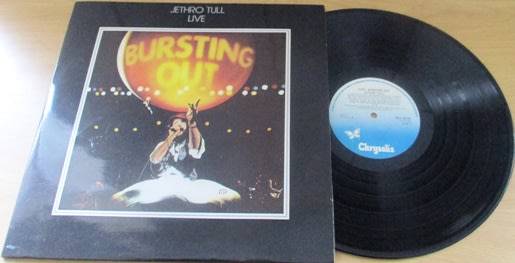 JETHRO TULL
LIVE
BURSTING
OUT
Chrysalis